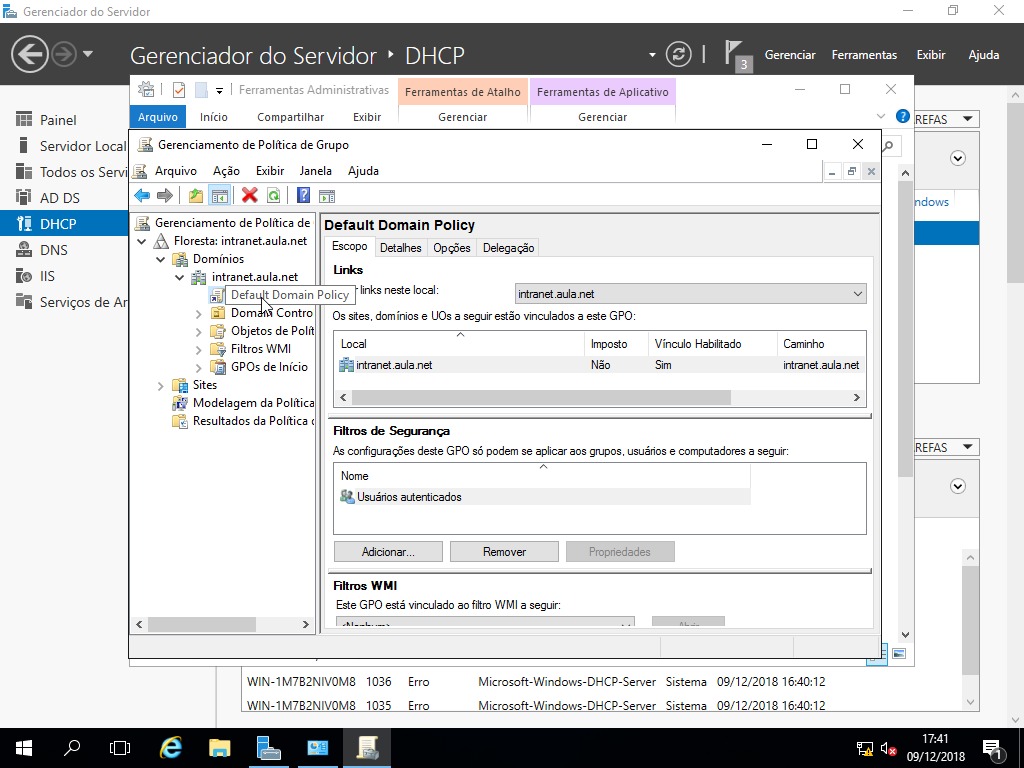 Gerenciador do Servidor
Gerenciador do Servidor
DHCP
3
Gerenciar
Ferramentas
Exibir
Ajuda
Ferramentas Administrativas
Ferramentas de Atalho
Ferramentas de Aplicativo
Arquivo
Início
Compartilhar
Exibir
Gerenciar
Gerenciar
Painel
Servidor Local
Todos os Servi
AD DS
DHCP
DNS
IIS
Serviços de Ar
Gerenciamento de Política de Grupo
Arquivo
Ação
Exibir
Janela
Ajuda
Gerenciamento de Política de
Floresta: intranet.aula.net
Domínios
intranet.aula.net
Default Domain Policy
Domain Contro
Objetos de Polít
Filtros WMI
GPOs de Início
Sites
Modelagem da Política
Resultados da Política
Default Domain Policy
Escopo
Detalhes
Opções
Delegação
Links
links neste local:
intranet.aula.net
Os sites, domínios e UOs a seguir estão vinculados a este GPO:
Local
Imposto
Vínculo Habilitado
Caminho
intranet.aula.net
Não
Sim
intranet.aula.net
Filtros de Segurança
As configurações deste GPO só podem se aplicar aos grupos, usuários e computadores a seguir:
Nome
Usuários autenticados
Adicionar...
Remover
Propriedades
Filtros WMI
Este GPO está vinculado ao filtro WMI a seguir:
REFAS
ndows
REFAS
WIN-1M7B2NIV0M8 1036 Erro Microsoft-Windows-DHCP-Server Sistema 09/12/2018 16:40:12
WIN-1M7B2NIV0M8 1035 Erro Microsoft-Windows-DHCP-Server Sistema 09/12/2018 16:40:12
17:41
09/12/2018
1